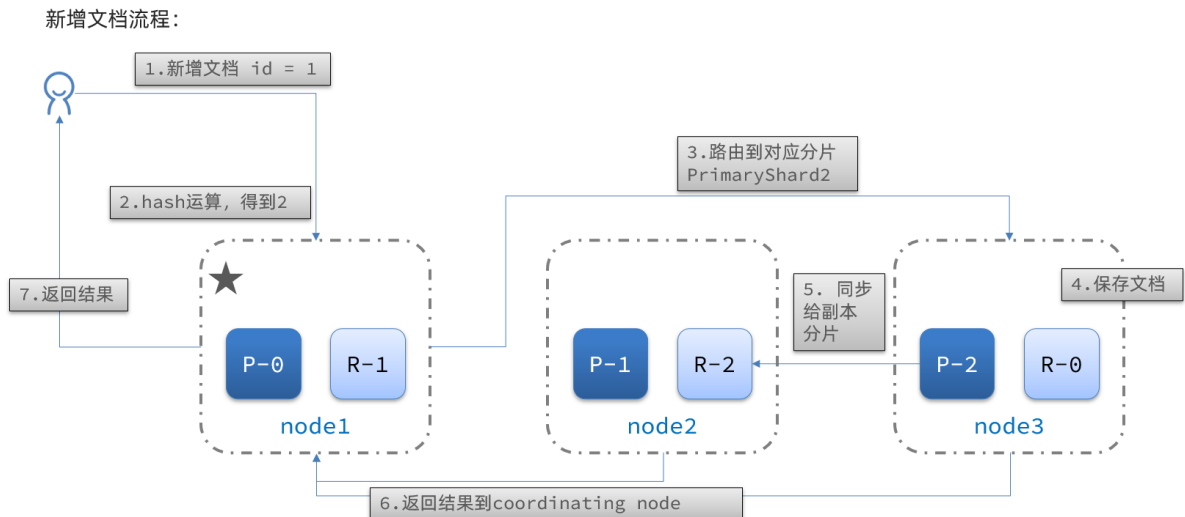 新增文档流程：
1.新增文档 id = 1
3.路由到对应分片
PrimaryShard2
2.hash运算，得到2
7.返回结果
4.保存文档
5. 同步
给副本
分片
P-0
R-1
P-1
R-2
P-2
R-0
node1
node2
node3
6.返回结果到coordinating node